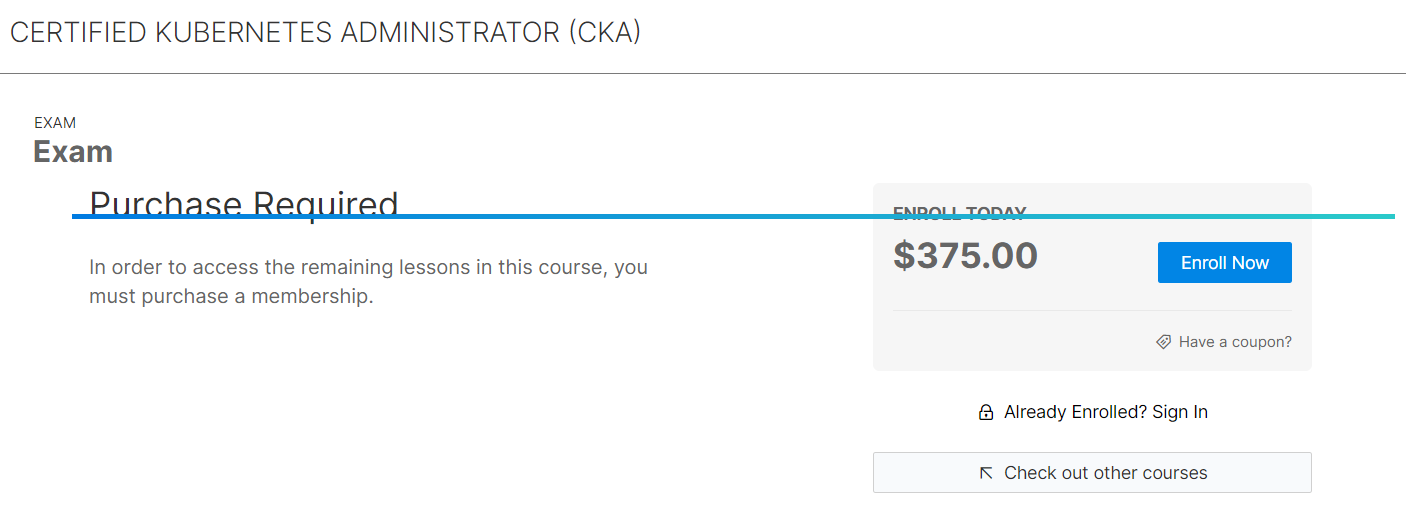 CERTIFIED KUBERNETES ADMINISTRATOR (CKA)
EXAM
Exam
Purchase Required
In order to access the remaining lessons in this course, you
must purchase a membership.
ENROLL TODAY
$375.00
Enroll Now
Have a coupon?
Already Enrolled? Sign In
Check out other courses